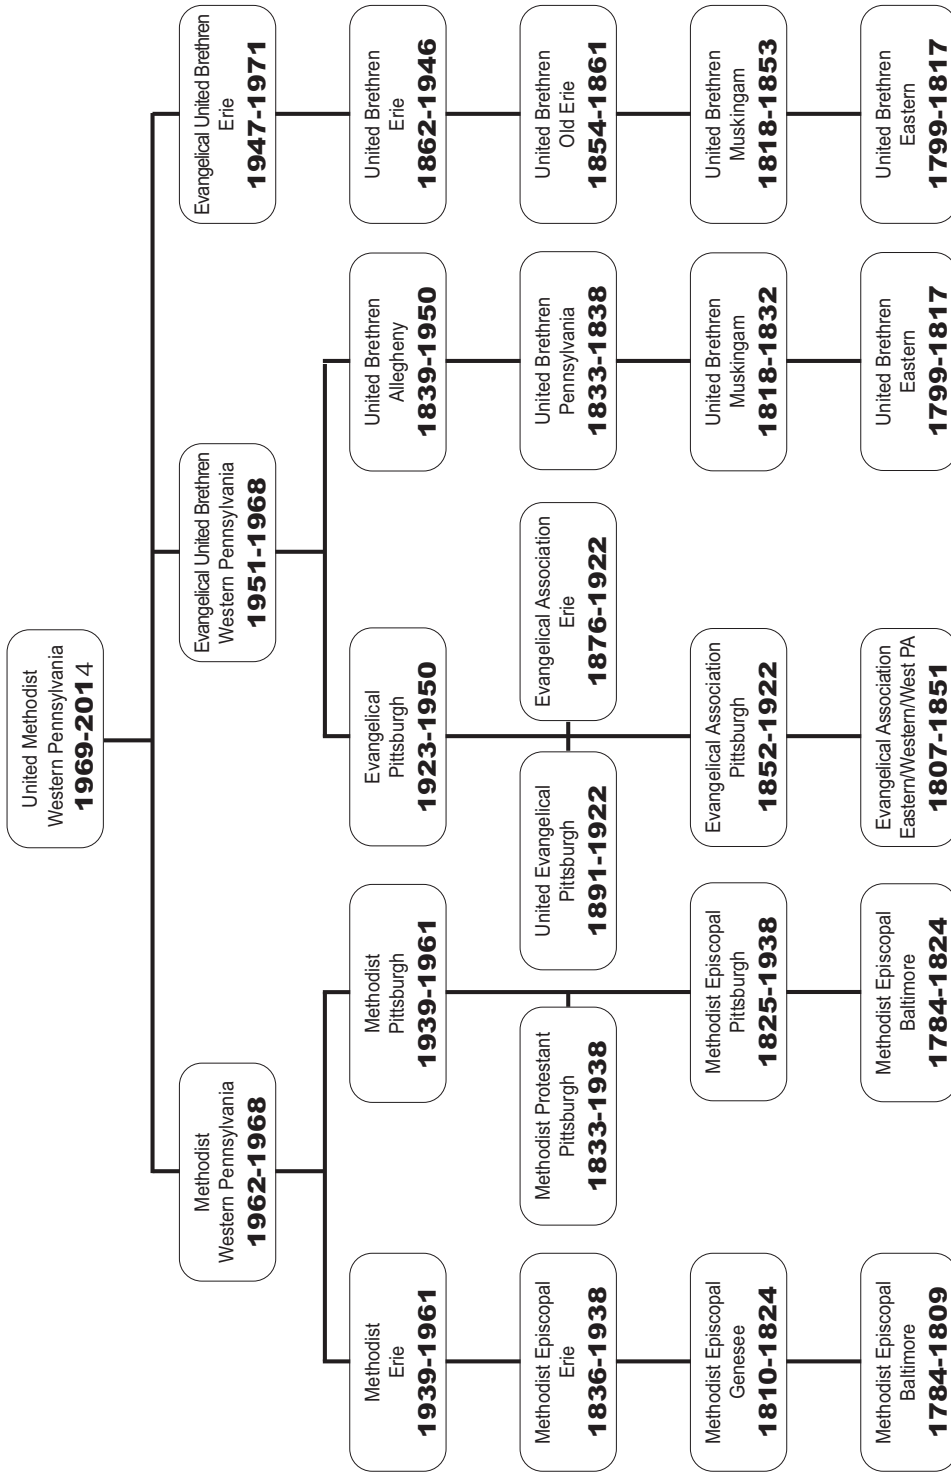 United Methodist
Western Pennsylvania
1969-2014
Methodist
Western Pennsylvania
1962-1968
Evangelical United Brethren
Western Pennsylvania
1951-1968
Evangelical United Brethren
Erie
1947-1971
Methodist
Erie
1939-1961
Methodist
Pittsburgh
1939-1961
Evangelical
Pittsburgh
1923-1950
United Brethren
Allegheny
1839-1950
United Brethren
Erie
1862-1946
Methodist Episcopal
Erie
1836-1938
Methodist Protestant
Pittsburgh
1833-1938
United Evangelical
Pittsburgh
1891-1922
Evangelical Association
Erie
1876-1922
United Brethren
Pennsylvania
1833-1838
United Brethren
Old Erie
1854-1861
Methodist Episcopal
Genesee
1810-1824
Methodist Episcopal
Pittsburgh
1825-1938
Evangelical Association
Pittsburgh
1852-1922
United Brethren
Muskingam
1818-1832
United Brethren
Muskingam
1818-1853
Methodist Episcopal
Baltimore
1784-1809
Methodist Episcopal
Baltimore
1784-1824
Evangelical Association
Eastern/Western/West PA
1807-1851
United Brethren
Eastern
1799-1817
United Brethren
Eastern
1799-1817